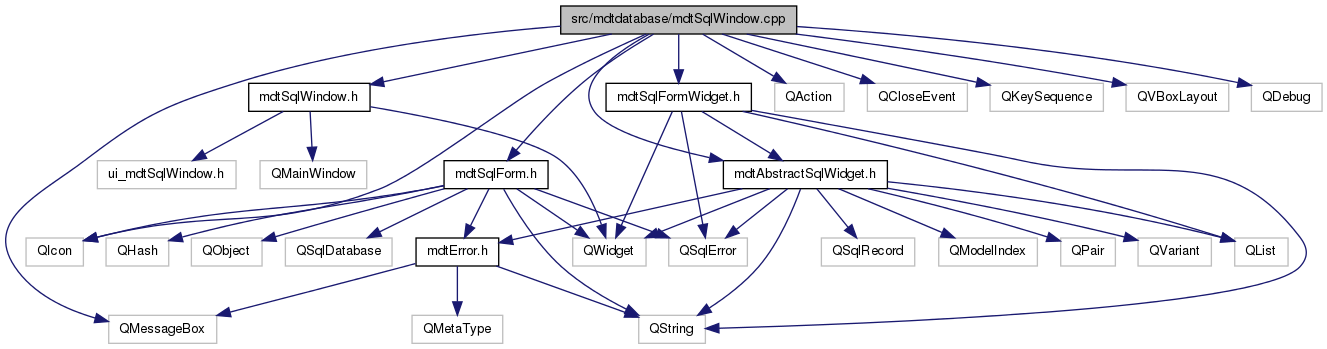 src/mdtdatabase/mdtSqlWindow.cpp
mdtSqlWindow.h
mdtSqlFormWidget.h
QAction
QCloseEvent
QKeySequence
QVBoxLayout
QDebug
ui_mdtSqlWindow.h
QMainWindow
mdtSqlForm.h
mdtAbstractSqlWidget.h
QIcon
QHash
QObject
QSqlDatabase
mdtError.h
QWidget
QSqlError
QSqlRecord
QModelIndex
QPair
QVariant
QList
QMessageBox
QMetaType
QString